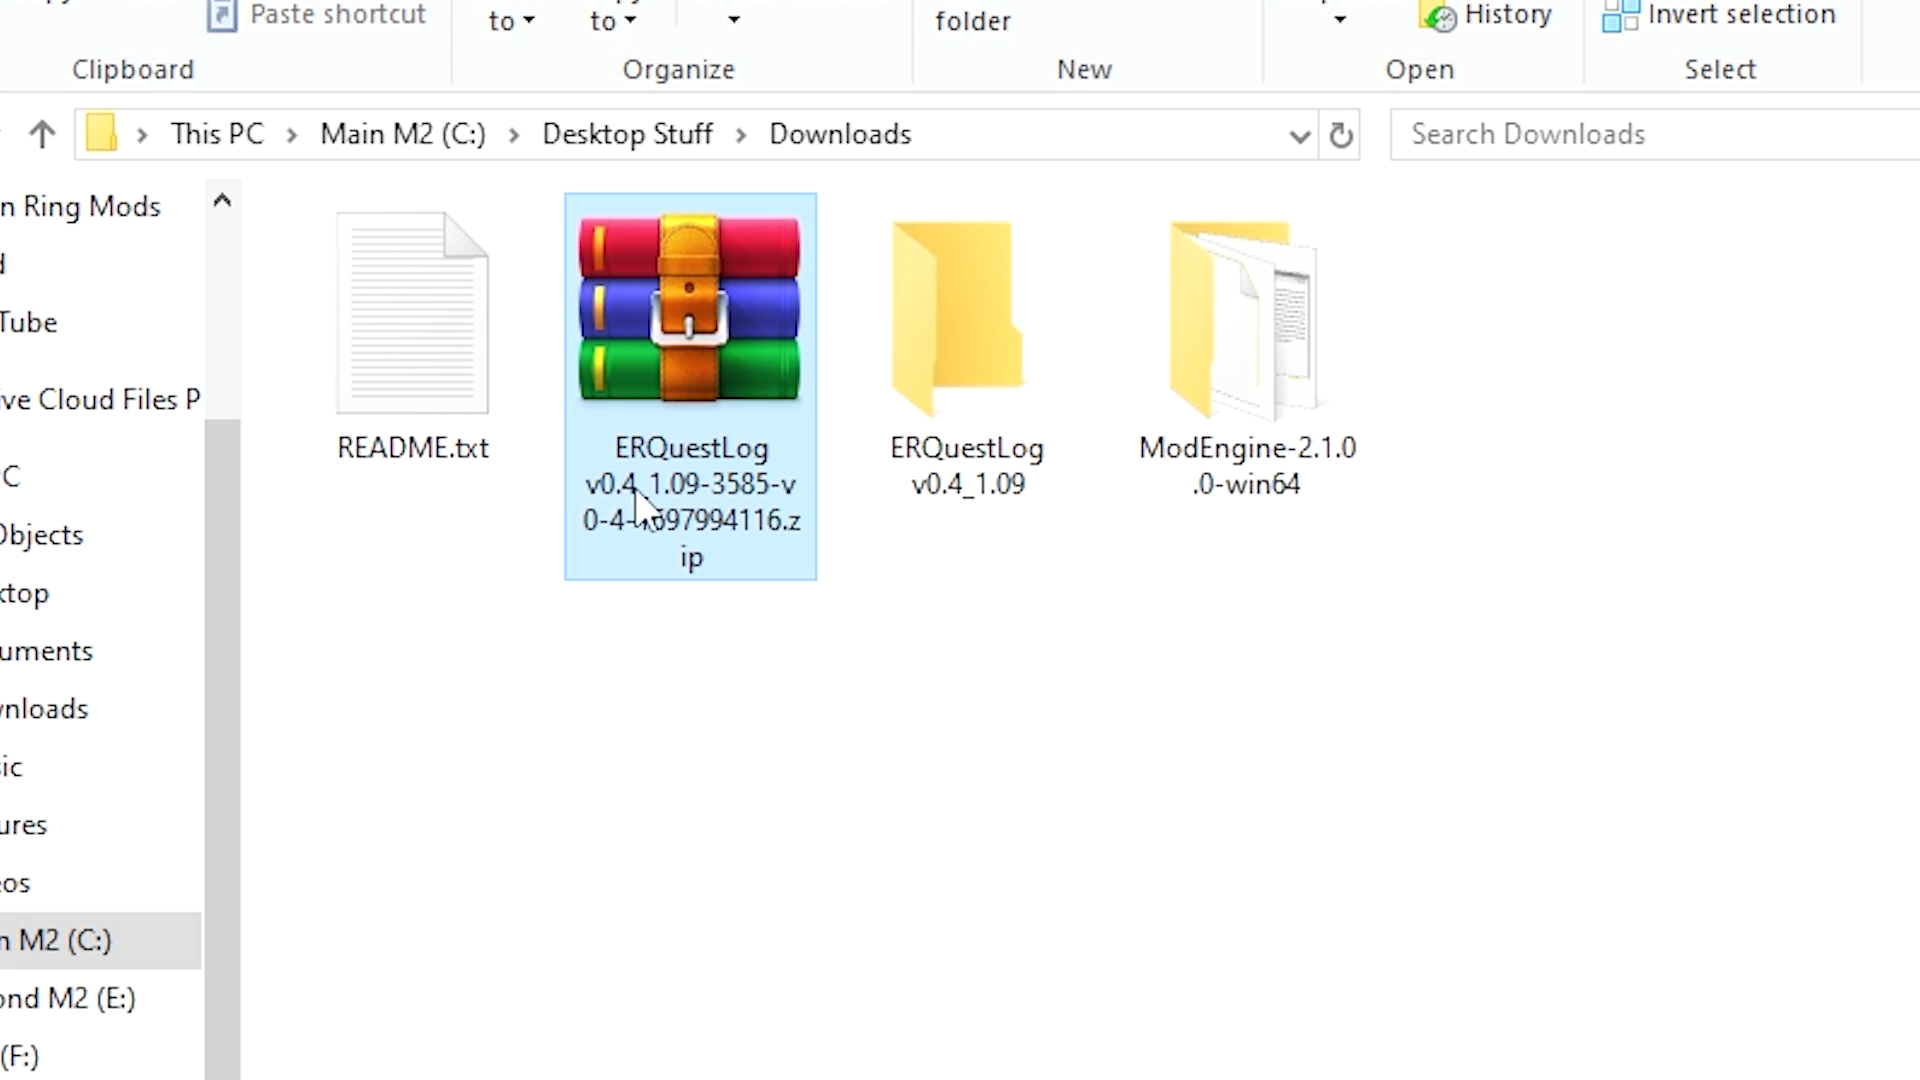 Paste shortcut
to
to
folder
History
Invert selection
Clipboard
Organize
New
Open
Select
This PC > Main M2 (C:) > Desktop Stuff > Downloads
Search Downloads
n Ring Mods
d
Tube
ive Cloud Files P
C
Objects
ktop
uments
wnloads
sic
ures
eos
n M2 (C:)
ond M2 (E:)
(F:)
README.txt
ERQuestLog
v0.4_1.09-3585-v
0-4-1697994116.z
ip
ERQuestLog
v0.4_1.09
ModEngine-2.1.0
.0-win64